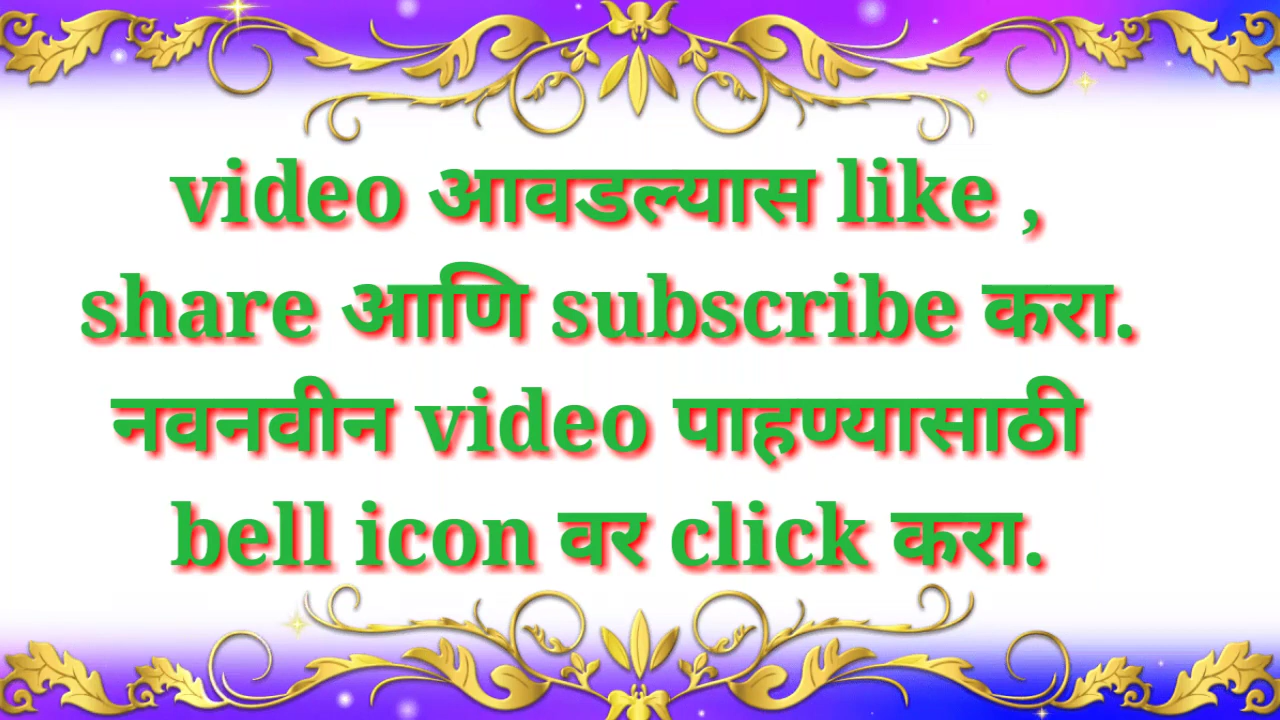 video आवडल्यास like ,
share आणि subscribe करा.
नवनवीन video पाहण्यासाठी
bell icon वर click करा.